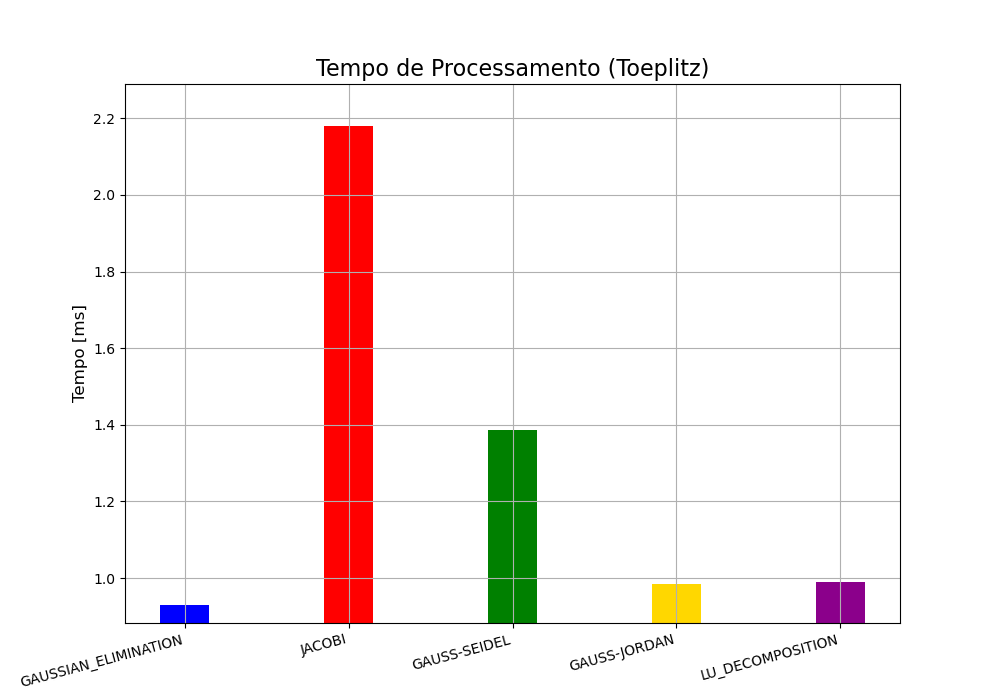 Tempo de Processamento (Toeplitz)
Tempo [ms]
2.2
2.0
1.8
1.6
1.4
1.2
1.0
GAUSSIAN_ELIMINATION
JACOBI
GAUSS-SEIDEL
GAUSS-JORDAN
LU_DECOMPOSITION